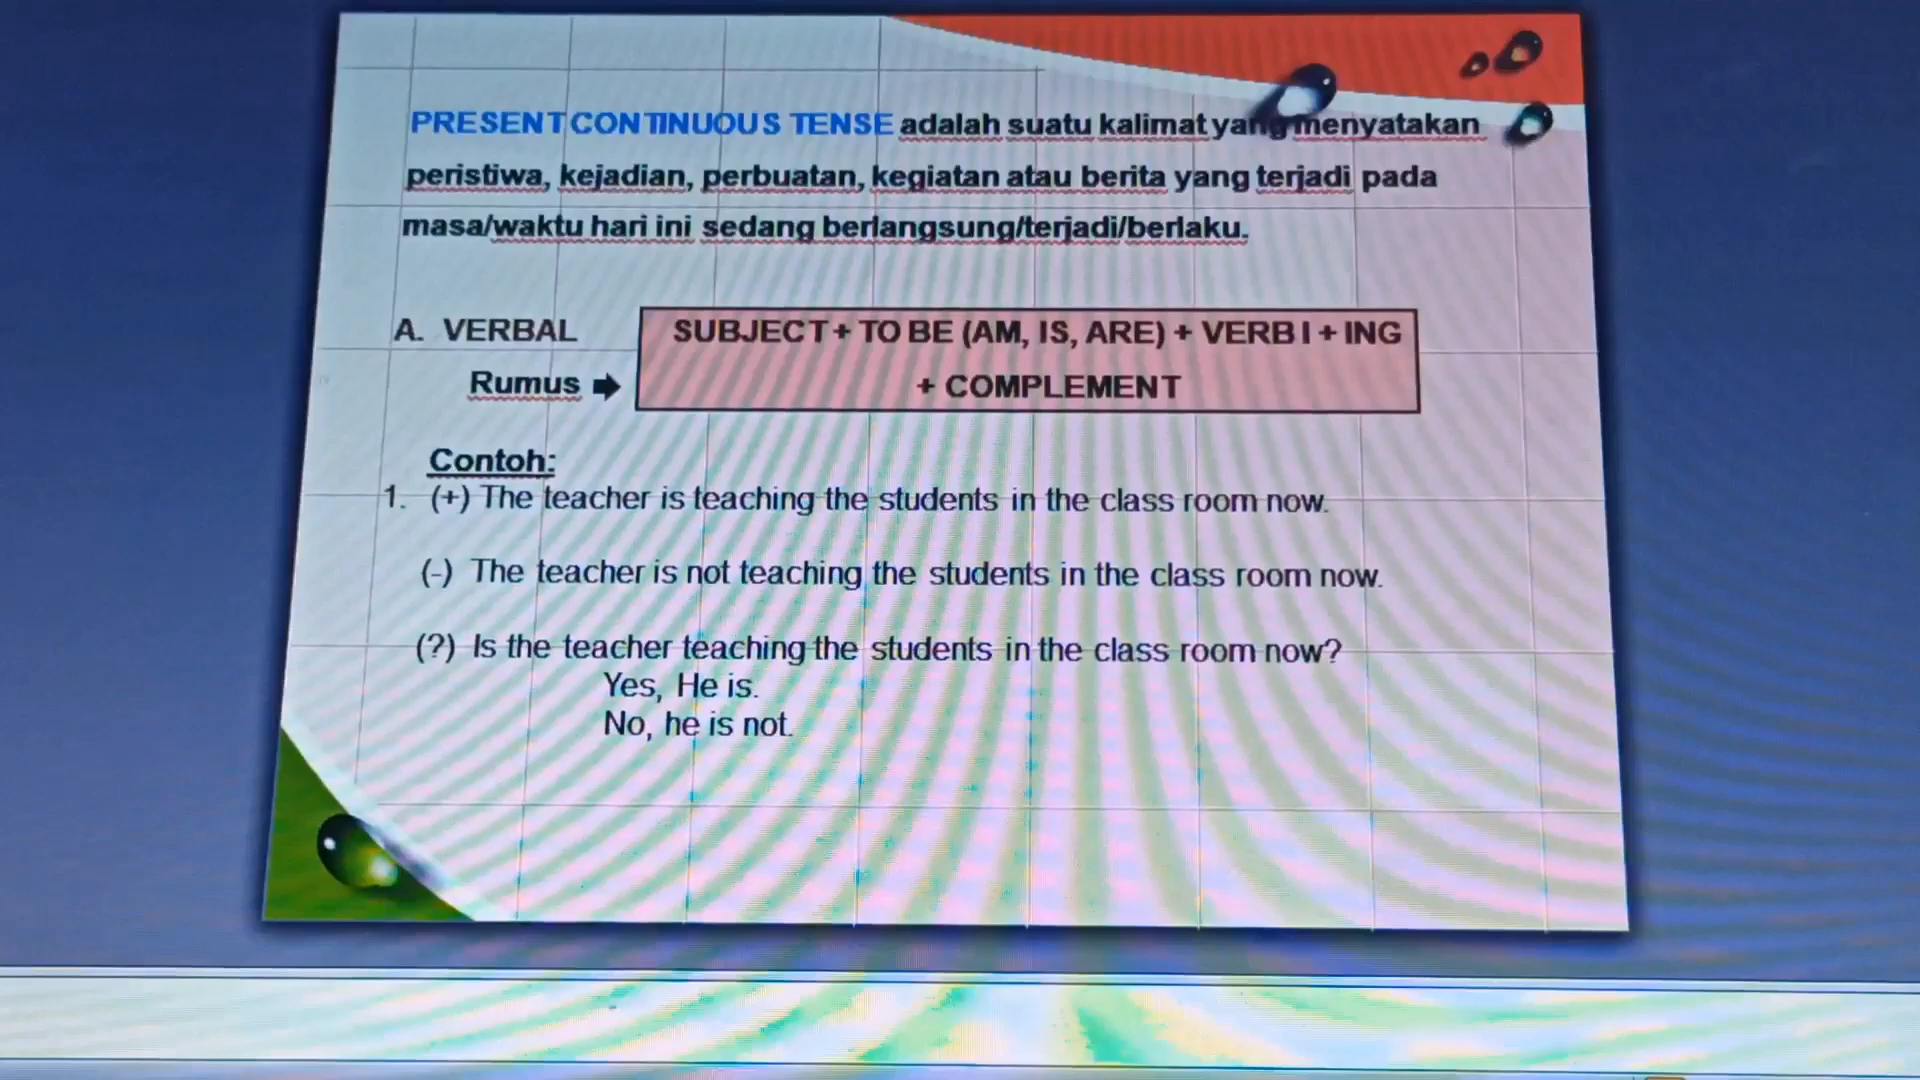 PRESENT CONTINUOUS TENSE adalah suatu kalimat yang menyatakan
peristiwa, kejadian, perbuatan, kegiatan atau berita yang terjadi pada
masa/waktu hari ini sedang berlangsung/terjadi/berlaku.
A. VERBAL
Rumus ➡
SUBJECT + TO BE (AM, IS, ARE) + VERB I + ING
+ COMPLEMENT
Contoh:
1. (+) The teacher is teaching the students in the class room now.
(-) The teacher is not teaching the students in the class room now.
(?) Is the teacher teaching the students in the class room now?
Yes, He is.
No, he is not.